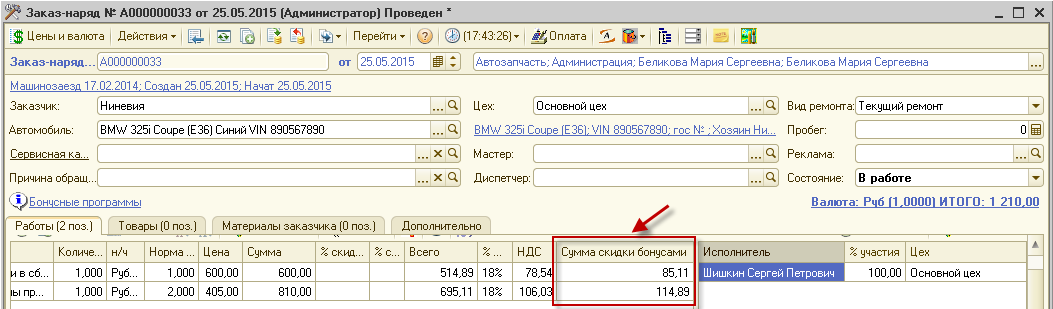 Заказ-наряд № А000000033 от 25.05.2015 (Администратор) Проведен *
Цены и валюта Действия Перейти (17:43:26) Оплата
Заказ-наряд... А000000033 от 25.05.2015 Автозапчасть; Администрация; Беликова Мария Сергеевна; Беликова Мария Сергеевна
Машинозаезд 17.02.2014; Создан 25.05.2015; Начат 25.05.2015
Заказчик: Ниневия Цех: Основной цех Вид ремонта: Текущий ремонт
Автомобиль: BMW 325i Coupe (E36) Синий VIN 890567890 BMW 325i Coupe (E36); VIN 890567890; гос № ; Хозяин Ни... Пробег: 0
Сервисная ка... Мастер: Реклама:
Причина обращ... Диспетчер: Состояние: В работе
Бонусные программы Валюта: Руб (1,0000) ИТОГО: 1 210,00
Работы (2 поз.) Товары (0 поз.) Материалы заказчика (0 поз.) Дополнительно
Количе... н/ч Норма ... Цена Сумма % скид... % с... Всего % ... НДС Сумма скидки бонусами Исполнитель % участия Цех
и в сб... 1,000 Руб... 1,000 600,00 600,00 514,89 18% 78,54 85,11 Шишкин Сергей Петрович 100,00 Основной цех
ы пр... 1,000 Руб... 2,000 405,00 810,00 695,11 18% 106,03 114,89